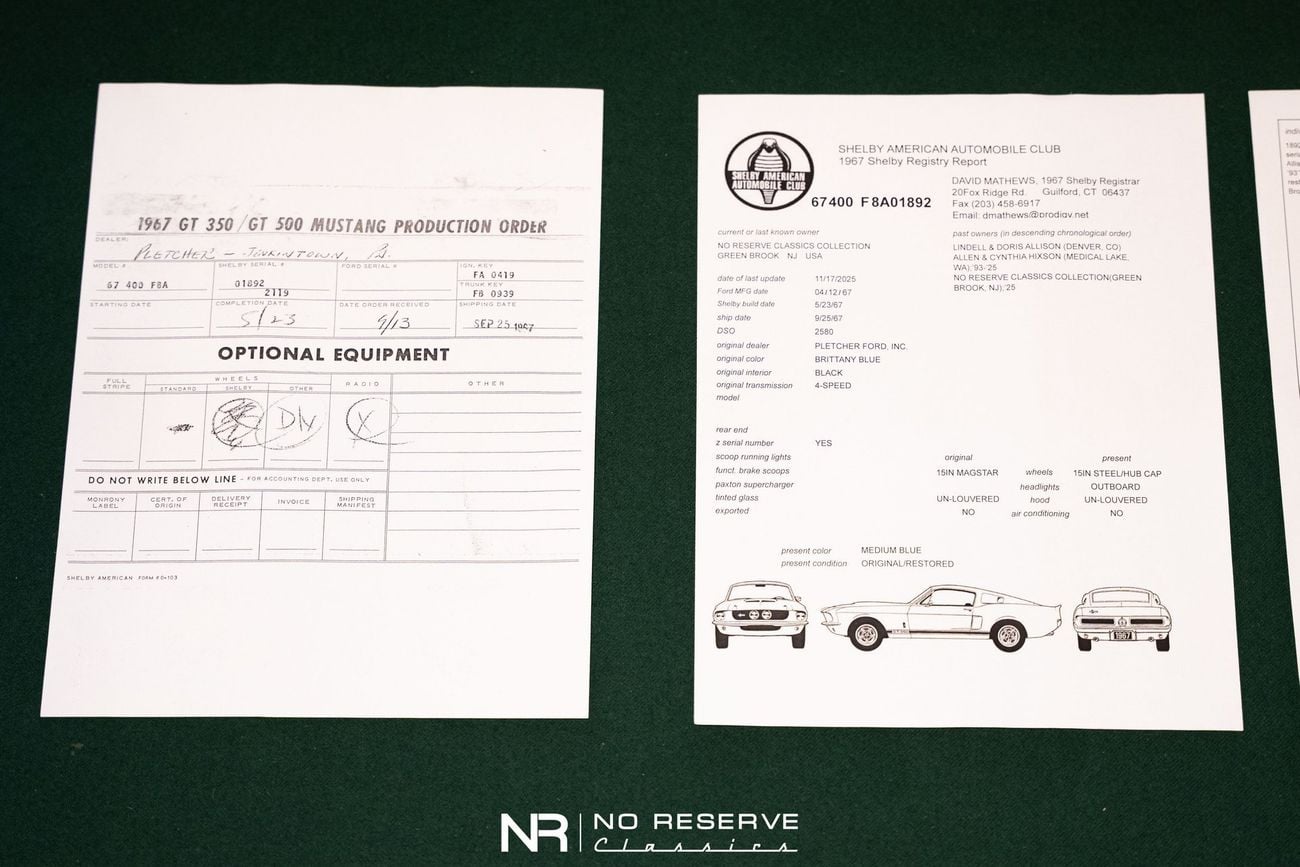 1967 GT 350/GT 500 MUSTANG PRODUCTION ORDER
DEALER:
PLETCHER - JENKINTOWN, PA.
MODEL # SHELBY SERIAL # FORD SERIAL # IGN. KEY
FA 0419
67 400 F8A 01892 TRUNK KEY
2119 FB 0939
STARTING DATE COMPLETION DATE DATE ORDER RECEIVED SHIPPING DATE
5/23 9/13 SEP 25 1967
OPTIONAL EQUIPMENT
FULL STRIPE WHEELS RADIO OTHER
STANDARD SHELBY OTHER
X
DO NOT WRITE BELOW LINE - FOR ACCOUNTING DEPT. USE ONLY
MONRONY CERT. OF DELIVERY INVOICE SHIPPING
LABEL ORIGIN RECEIPT MANIFEST
SHELBY AMERICAN FORM #0-103
SHELBY AMERICAN
AUTOMOBILE CLUB
SHELBY AMERICAN AUTOMOBILE CLUB
1967 Shelby Registry Report
67400 F8A01892
DAVID MATHEWS, 1967 Shelby Registrar
20Fox Ridge Rd. Guilford, CT 06437
Fax (203) 458-6917
Email: dmathews@prodigy.net
current or last known owner
NO RESERVE CLASSICS COLLECTION
GREEN BROOK NJ USA
past owners (in descending chronological order)
LINDELL & DORIS ALLISON (DENVER, CO)
ALLEN & CYNTHIA HIXSON (MEDICAL LAKE,
WA);'93-'25
NO RESERVE CLASSICS COLLECTION(GREEN
BROOK, NJ);'25
date of last update 11/17/2025
Ford MFG date 04/12/67
Shelby build date 5/23/67
ship date 9/25/67
DSO 2580
original dealer PLETCHER FORD, INC.
original color BRITTANY BLUE
original interior BLACK
original transmission 4-SPEED
model
rear end
z serial number YES
scoop running lights
funct. brake scoops
paxton supercharger
tinted glass
exported
original present
15IN MAGSTAR wheels 15IN STEEL/HUB CAP
headlights OUTBOARD
UN-LOUVERED hood UN-LOUVERED
NO air conditioning NO
present color MEDIUM BLUE
present condition ORIGINAL/RESTORED
1967
NR NO RESERVE
Classics